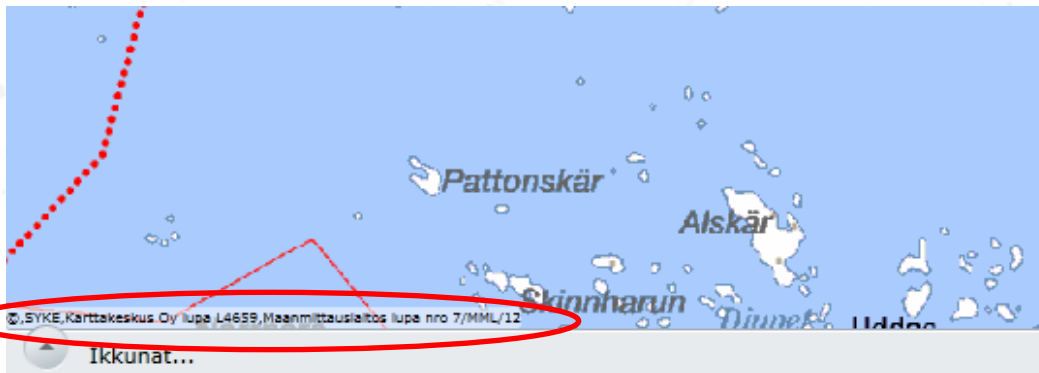 Pattonskär
Alskär
Skinnharun
©,SYKE,Karttakeskus Oy lupa L4659,Maanmittauslaitos lupa nro 7/MML/12
Ikkunat...